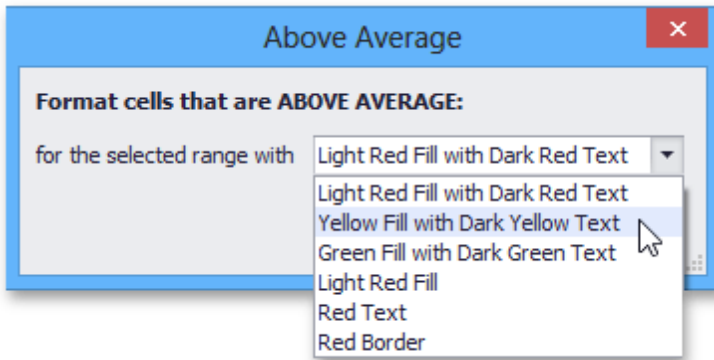 Above Average
Format cells that are ABOVE AVERAGE:
for the selected range with Light Red Fill with Dark Red Text
Light Red Fill with Dark Red Text
Yellow Fill with Dark Yellow Text
Green Fill with Dark Green Text
Light Red Fill
Red Text
Red Border